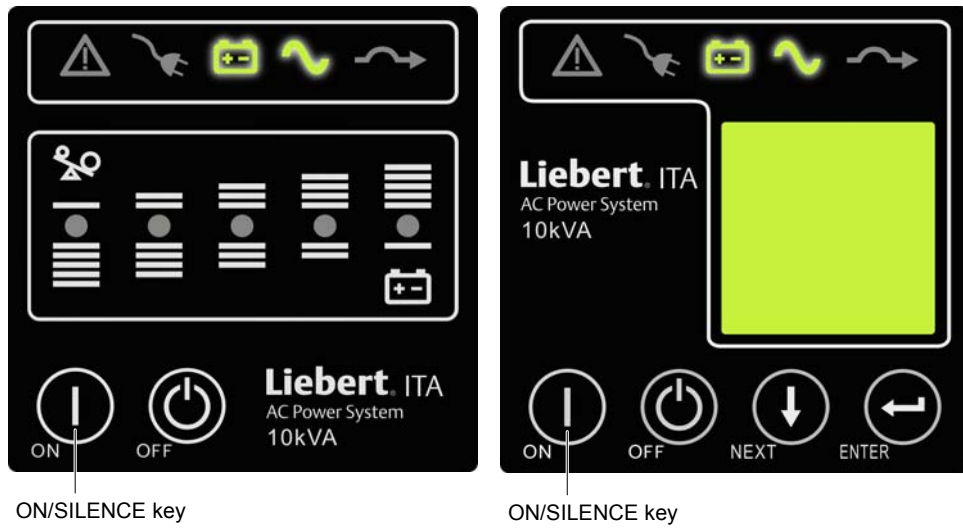 Liebert® ITA
AC Power System
10kVA
ON
OFF
ON/SILENCE key
Liebert® ITA
AC Power System
10kVA
ON
OFF
NEXT
ENTER
ON/SILENCE key